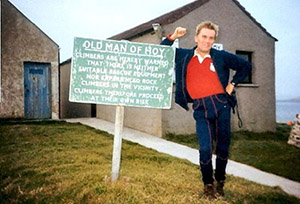 OLD MAN OF HOY
CLIMBERS ARE HEREBY WARNED
THAT THERE IS NEITHER
SUITABLE RESCUE EQUIPMENT
NOR EXPERIENCED ROCK
CLIMBERS IN THE VICINITY
CLIMBERS THEREFORE PROCEED
AT THEIR OWN RISK